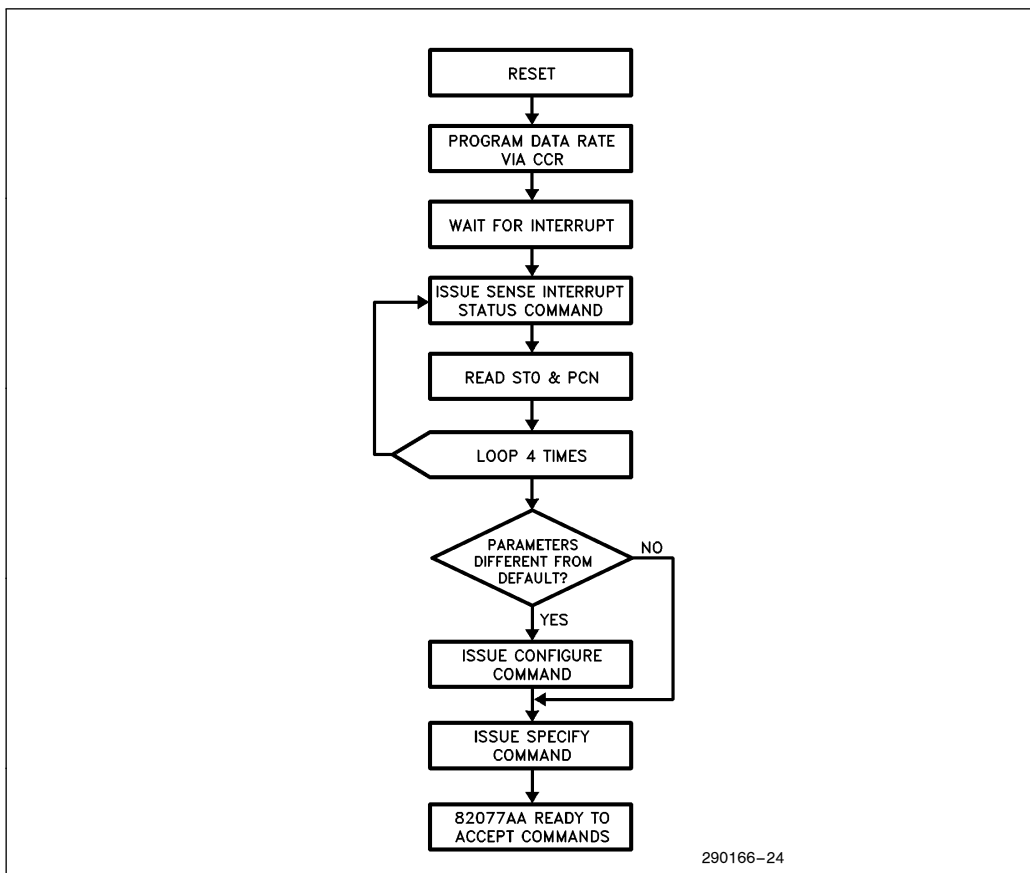 RESET
PROGRAM DATA RATE
VIA CCR
WAIT FOR INTERRUPT
ISSUE SENSE INTERRUPT
STATUS COMMAND
READ ST0 & PCN
LOOP 4 TIMES
PARAMETERS
DIFFERENT FROM
DEFAULT?
NO
YES
ISSUE CONFIGURE
COMMAND
ISSUE SPECIFY
COMMAND
82077AA READY TO
ACCEPT COMMANDS
290166–24